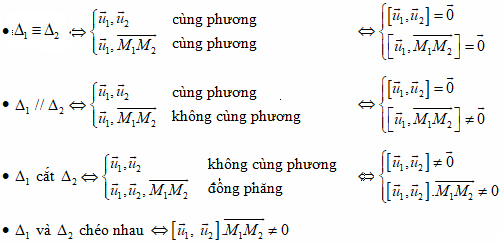 • Δ₁ ≡ Δ₂ ⇔ { u⃗₁, u⃗₂ cùng phương ⇔ { [u⃗₁, u⃗₂] = 0⃗
u⃗₁, M₁M₂⃗ cùng phương [u⃗₁, M₁M₂⃗] = 0⃗
• Δ₁ // Δ₂ ⇔ { u⃗₁, u⃗₂ cùng phương ⇔ { [u⃗₁, u⃗₂] = 0⃗
u⃗₁, M₁M₂⃗ không cùng phương [u⃗₁, M₁M₂⃗] ≠ 0⃗
• Δ₁ cắt Δ₂ ⇔ { u⃗₁, u⃗₂ không cùng phương ⇔ { [u⃗₁, u⃗₂] ≠ 0⃗
u⃗₁, u⃗₂, M₁M₂⃗ đồng phăng [u⃗₁, u⃗₂].M₁M₂⃗ ≠ 0
• Δ₁ và Δ₂ chéo nhau ⇔ [u⃗₁, u⃗₂].M₁M₂⃗ ≠ 0